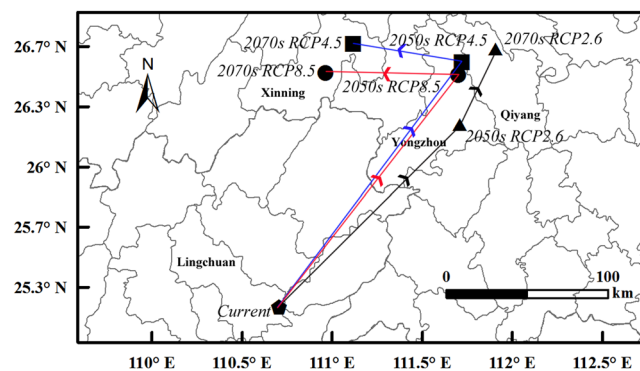 26.7° N
26.3° N
26° N
25.7° N
25.3° N
N
2070s RCP4.5
2050s RCP4.5
2070s RCP2.6
2070s RCP8.5
2050s RCP8.5
Xinning
Qiyang
Yongzhou
2050s RCP2.6
Lingchuan
Current
0
100
km
110° E
110.5° E
111° E
111.5° E
112° E
112.5° E